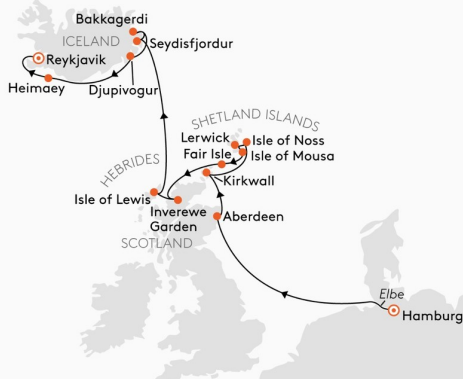 Bakkagerdi
ICELAND
Seydisfjordur
Reykjavik
Heimaey
Djupivogur
SHETLAND ISLANDS
Lerwick
Isle of Noss
Fair Isle
Isle of Mousa
HEBRIDES
Kirkwall
Isle of Lewis
Inverewe
Garden
Aberdeen
SCOTLAND
Elbe
Hamburg